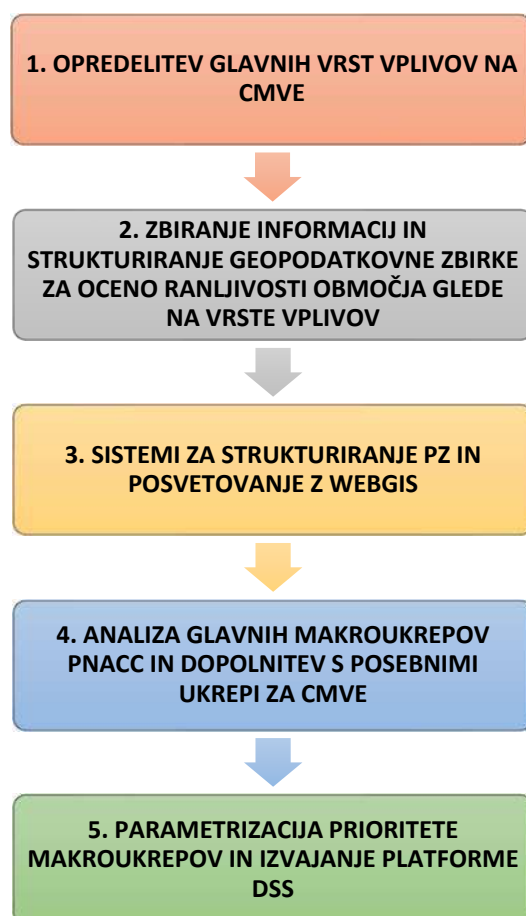 1. OPREDELITEV GLAVNIH VRST VPLIVOV NA
CMVE
2. ZBIRANJE INFORMACIJ IN
STRUKTURIRANJE GEOPODATKOVNE ZBIRKE
ZA OCENO RANLJIVOSTI OBMOČJA GLEDE
NA VRSTE VPLIVOV
3. SISTEMI ZA STRUKTURIRANJE PZ IN
POSVETOVANJE Z WEBGIS
4. ANALIZA GLAVNIH MAKROUKREPOV
PNACC IN DOPOLNITEV S POSEBNIMI
UKREPI ZA CMVE
5. PARAMETRIZACIJA PRIORITETE
MAKROUKREPOV IN IZVAJANJE PLATFORME
DSS